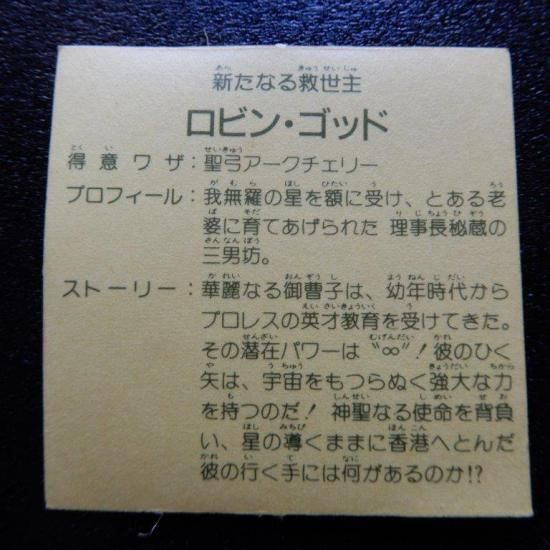 新たなる救世主
ロビン・ゴッド
得意ワザ：聖弓アークチェリー
プロフィール：我無羅の星を額に受け、とある老
婆に育てあげられた 理事長秘蔵の
三男坊。
ストーリー：華麗なる御曹子は、幼年時代から
プロレスの英才教育を受けてきた。
その潜在パワーは〝∞〟！彼のひく
矢は、宇宙をもつらぬく強大な力
を持つのだ！神聖なる使命を背負
い、星の導くままに香港へとんだ
彼の行く手には何があるのか!?